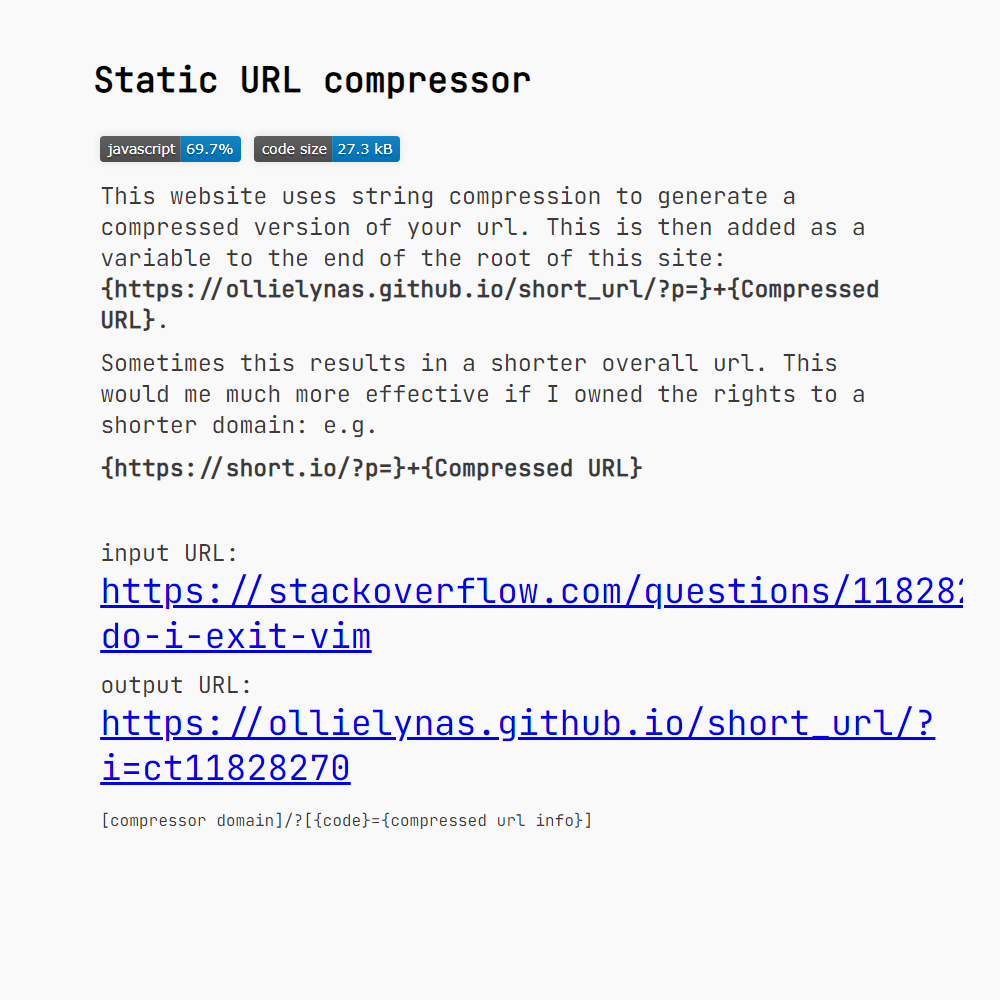 Static URL compressor
javascript 69.7% code size 27.3 kB
This website uses string compression to generate a
compressed version of your url. This is then added as a
variable to the end of the root of this site:
{https://ollielynas.github.io/short_url/?p=}+{Compressed
URL}.
Sometimes this results in a shorter overall url. This
would me much more effective if I owned the rights to a
shorter domain: e.g.
{https://short.io/?p=}+{Compressed URL}
input URL:
https://stackoverflow.com/questions/118282
do-i-exit-vim
output URL:
https://ollielynas.github.io/short_url/?
i=ct11828270
[compressor domain]/?[{code}={compressed url info}]